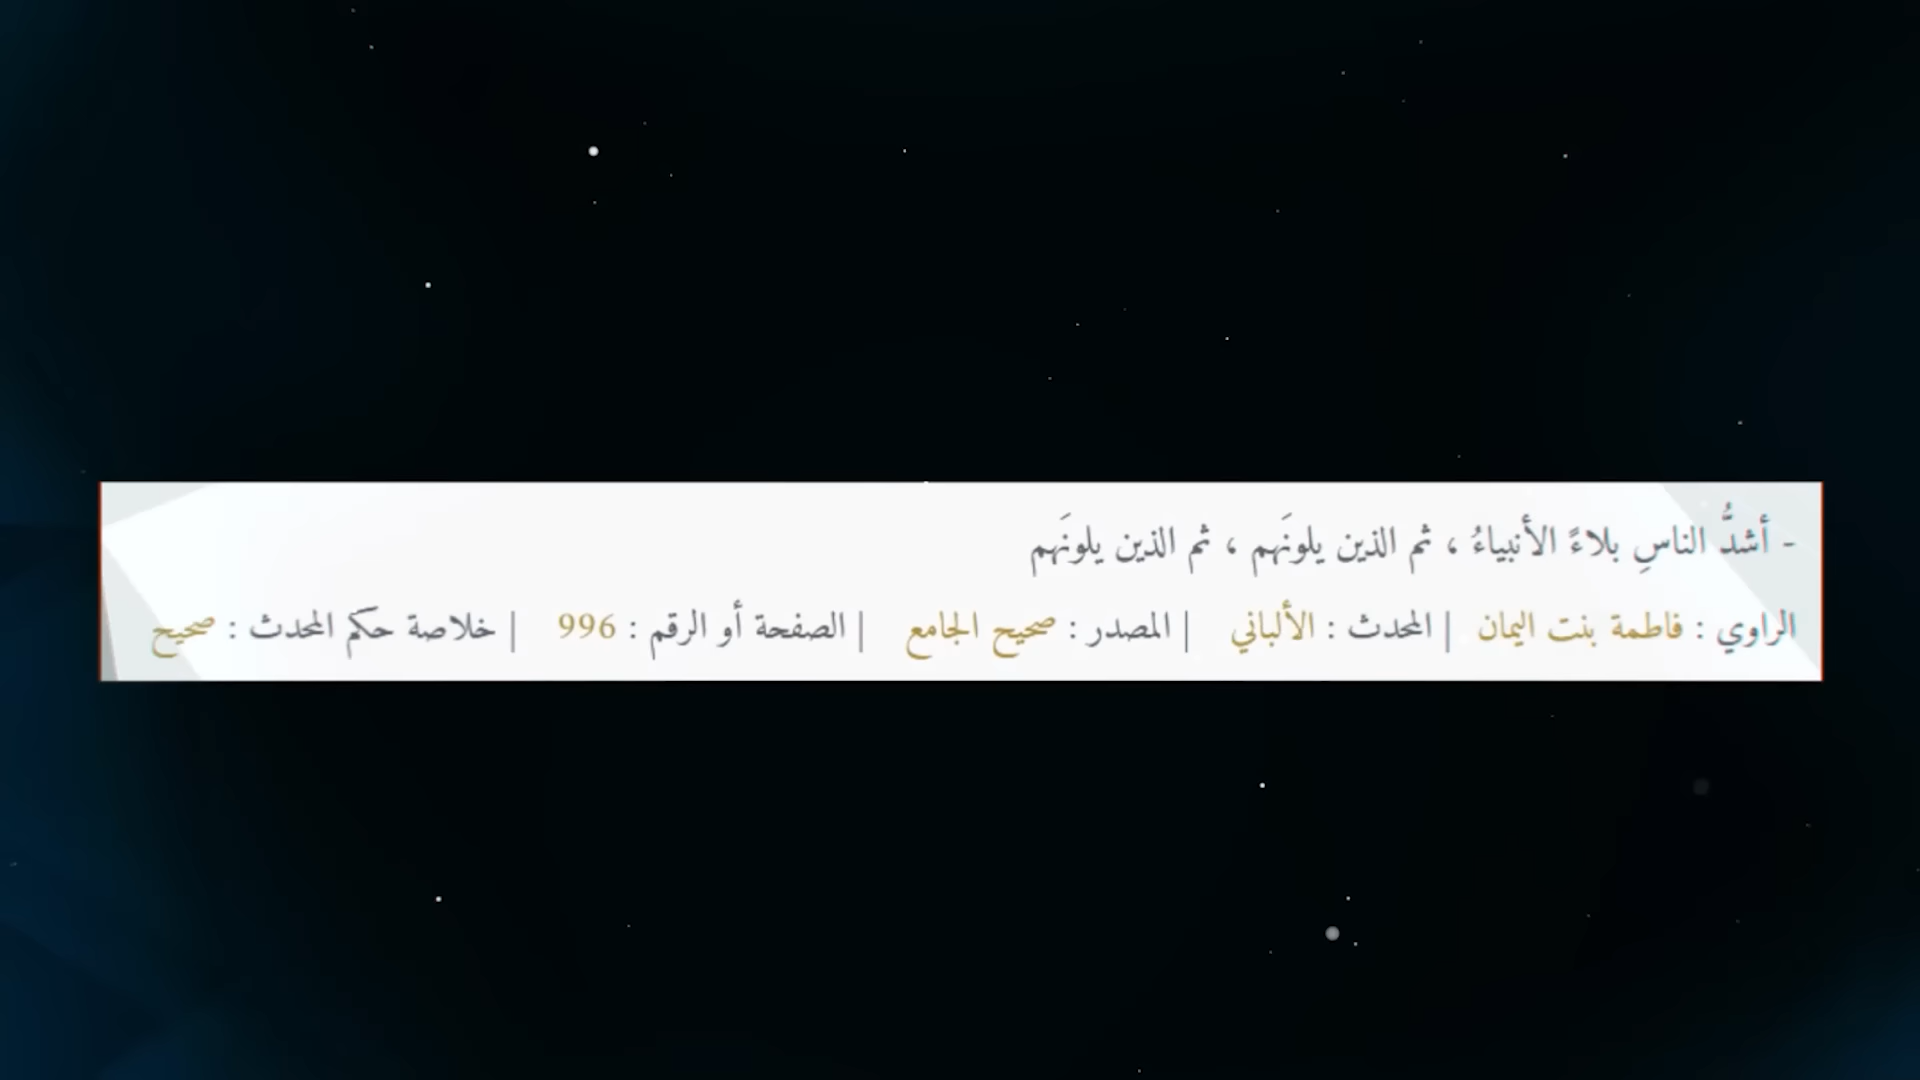 - أشدُّ الناسِ بلاءً الأنبياءُ ، ثم الذين يلونَهم ، ثم الذين يلونَهم
الراوي : فاطمة بنت اليمان | المحدث : الألباني | المصدر : صحيح الجامع | الصفحة أو الرقم : 996 | خلاصة حكم المحدث : صحيح